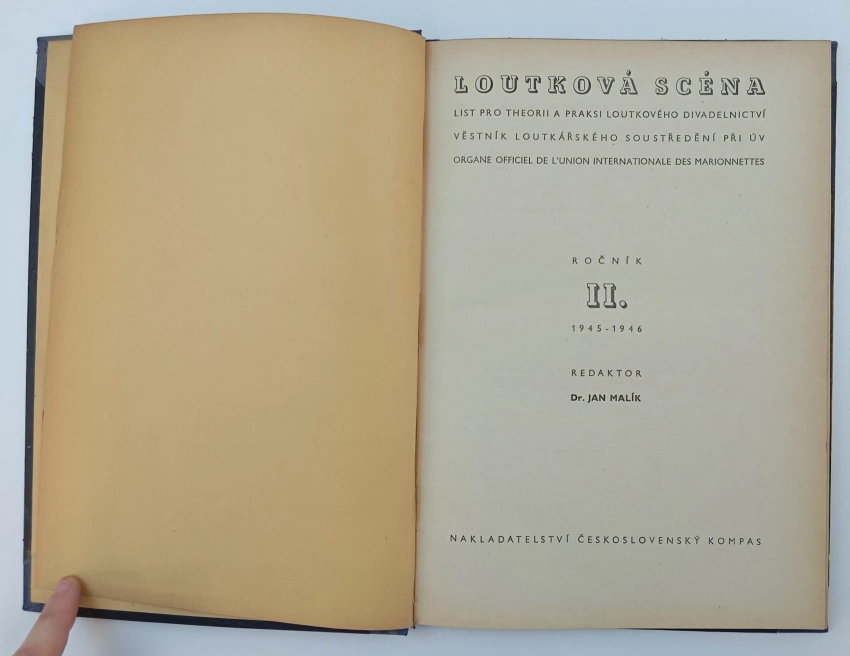 LOUTKOVÁ SCÉNA
LIST PRO THEORII A PRAKSI LOUTKOVÉHO DIVADELNICTVÍ
VĚSTNÍK LOUTKÁŘSKÉHO SOUSTŘEDĚNÍ PŘI ÚV
ORGANE OFFICIEL DE L'UNION INTERNATIONALE DES MARIONNETTES
ROČNÍK
II.
1945-1946
REDAKTOR
Dr. JAN MALÍK
NAKLADATELSTVÍ ČESKOSLOVENSKÝ KOMPAS